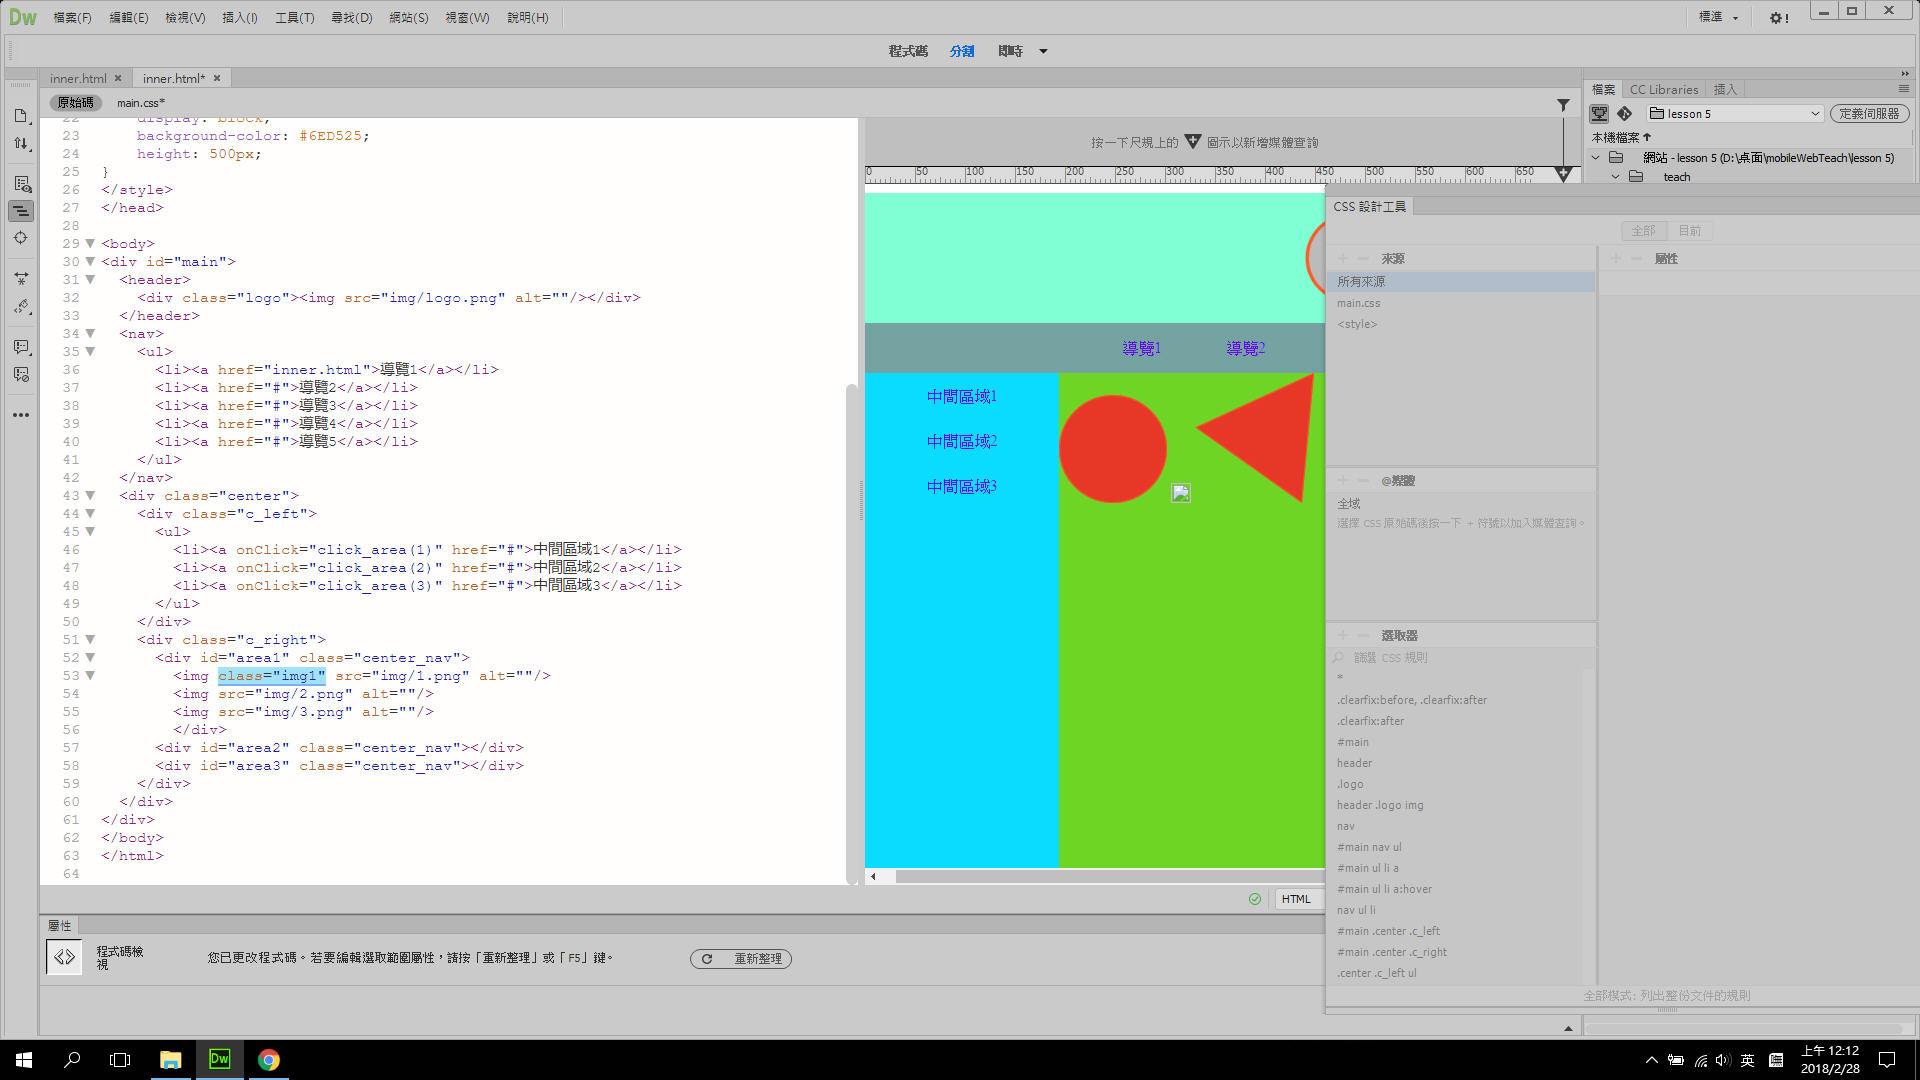 Dw 檔案(F) 編輯(E) 檢視(V) 插入(I) 工具(T) 尋找(D) 網站(S) 視窗(W) 說明(H) 標準
程式碼 分割 即時
inner.html × inner.html* ×
原始碼 main.css*
22 display: block;
23 background-color: #6ED525;
24 height: 500px;
25 }
26 </style>
27 </head>
28
29 <body>
30 <div id="main">
31 <header>
32 <div class="logo"><img src="img/logo.png" alt=""/></div>
33 </header>
34 <nav>
35 <ul>
36 <li><a href="inner.html">導覽1</a></li>
37 <li><a href="#">導覽2</a></li>
38 <li><a href="#">導覽3</a></li>
39 <li><a href="#">導覽4</a></li>
40 <li><a href="#">導覽5</a></li>
41 </ul>
42 </nav>
43 <div class="center">
44 <div class="c_left">
45 <ul>
46 <li><a onClick="click_area(1)" href="#">中間區域1</a></li>
47 <li><a onClick="click_area(2)" href="#">中間區域2</a></li>
48 <li><a onClick="click_area(3)" href="#">中間區域3</a></li>
49 </ul>
50 </div>
51 <div class="c_right">
52 <div id="area1" class="center_nav">
53 <img class="img1" src="img/1.png" alt=""/>
54 <img src="img/2.png" alt=""/>
55 <img src="img/3.png" alt=""/>
56 </div>
57 <div id="area2" class="center_nav"></div>
58 <div id="area3" class="center_nav"></div>
59 </div>
60 </div>
61 </div>
62 </body>
63 </html>
64
按一下尺規上的 圖示以新增媒體查詢
0 50 100 150 200 250 300 350 400 450 500 550 600 650
導覽1 導覽2
中間區域1
中間區域2
中間區域3
HTML
檔案 CC Libraries 插入
lesson 5 定義伺服器
本機檔案
網站 - lesson 5 (D:\桌面\mobileWebTeach\lesson 5)
teach
CSS 設計工具
全部 目前
+ − 來源
所有來源
main.css
<style>
+ − 屬性
+ − @媒體
全域
選擇 CSS 原始碼後按一下 + 符號以加入媒體查詢。
+ − 選取器
篩選 CSS 規則
*
.clearfix:before, .clearfix:after
.clearfix:after
#main
header
.logo
header .logo img
nav
#main nav ul
#main ul li a
#main ul li a:hover
nav ul li
#main .center .c_left
#main .center .c_right
.center .c_left ul
全部模式: 列出整份文件的規則
屬性
程式碼檢
視
您已更改程式碼。若要編輯選取範圍屬性，請按「重新整理」或「F5」鍵。
重新整理
Dw
英
上午 12:12
2018/2/28